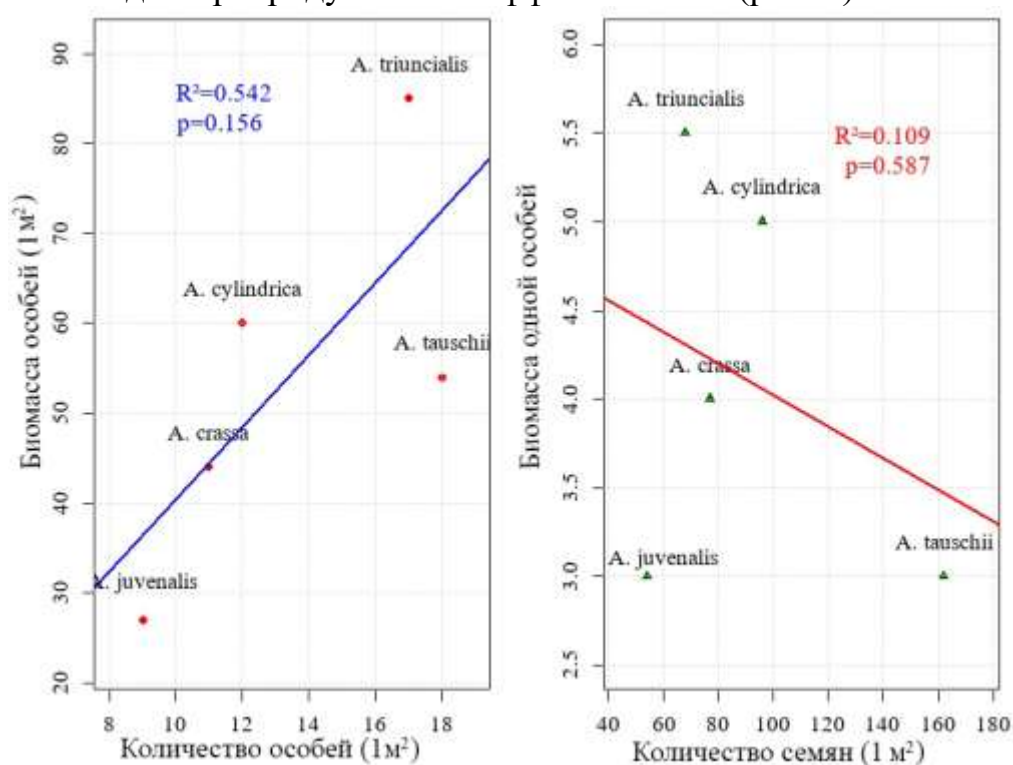 90
80
70
60
50
40
30
20
Биомасса особей (1м²)
A. triuncialis
R²=0.542
p=0.156
A. cylindrica
A. tauschii
A. crassa
A. juvenalis
8 10 12 14 16 18
Количество особей (1м²)
6.0
5.5
5.0
4.5
4.0
3.5
3.0
2.5
Биомасса одной особей
A. triuncialis
R²=0.109
p=0.587
A. cylindrica
A. crassa
A. tauschii
A. juvenalis
40 60 80 100 120 140 160 180
Количество семян (1 м²)